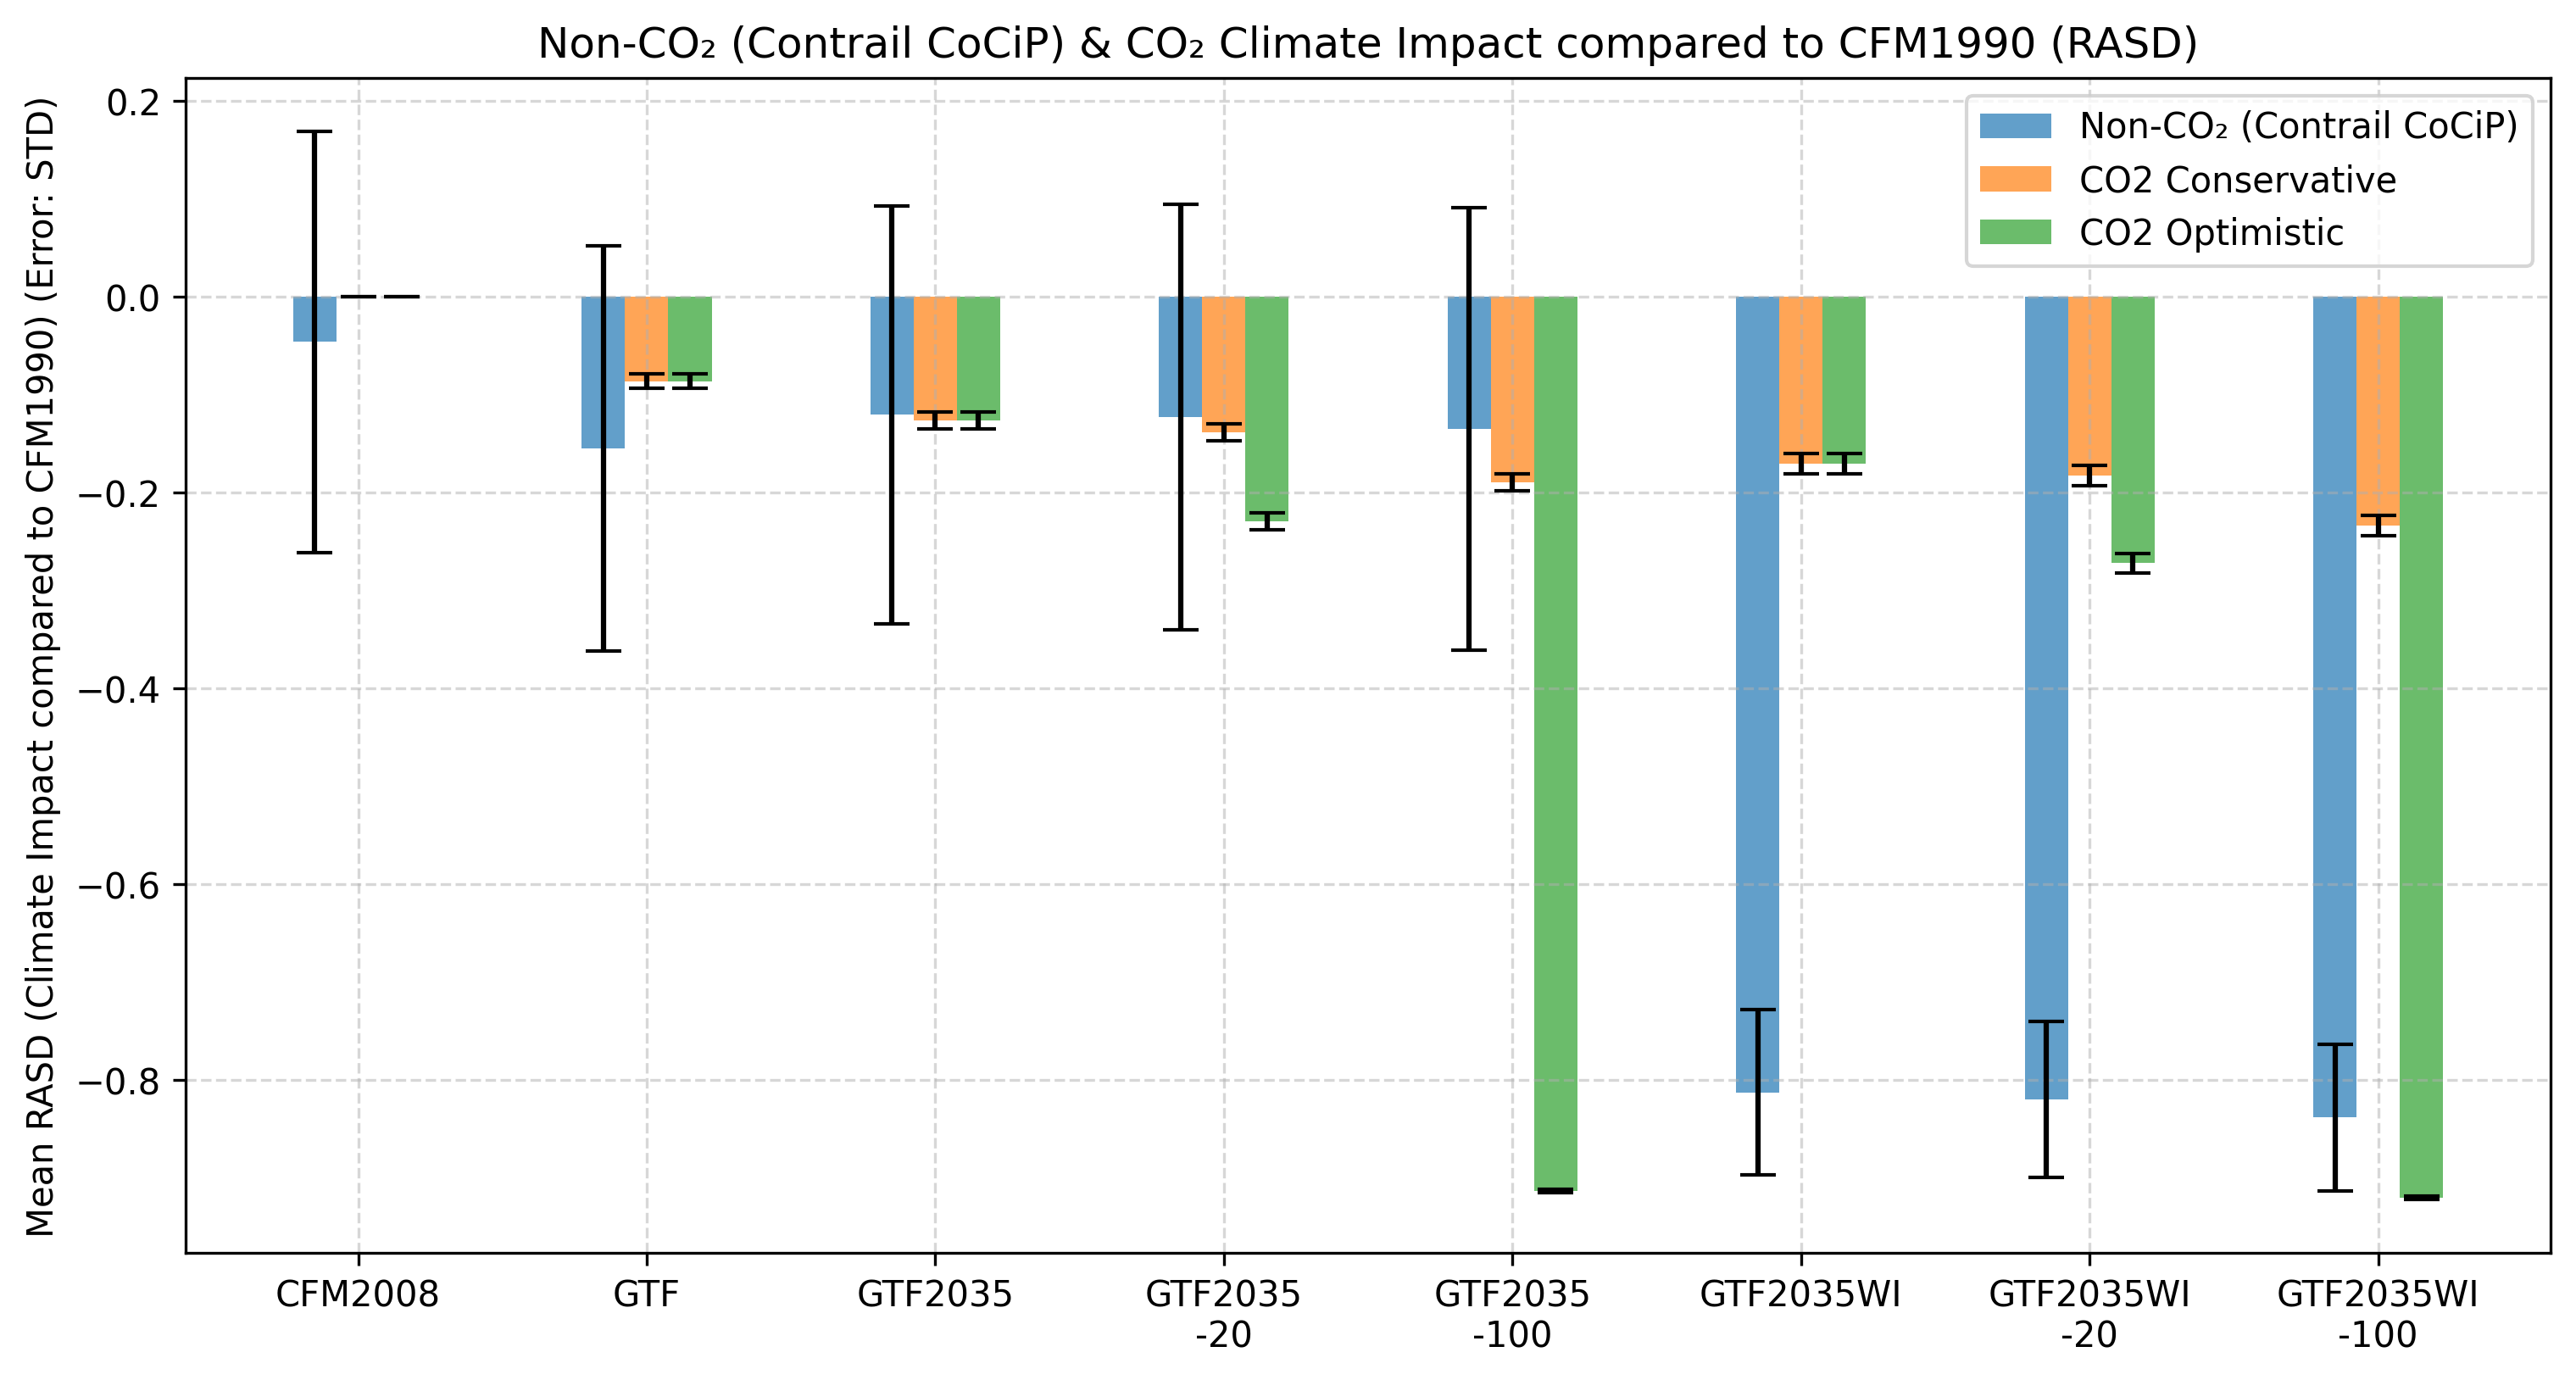 Non-CO₂ (Contrail CoCiP) & CO₂ Climate Impact compared to CFM1990 (RASD)
Mean RASD (Climate Impact compared to CFM1990) (Error: STD)
0.2
0.0
−0.2
−0.4
−0.6
−0.8
Non-CO₂ (Contrail CoCiP)
CO2 Conservative
CO2 Optimistic
CFM2008
GTF
GTF2035
GTF2035
-20
GTF2035
-100
GTF2035WI
GTF2035WI
-20
GTF2035WI
-100